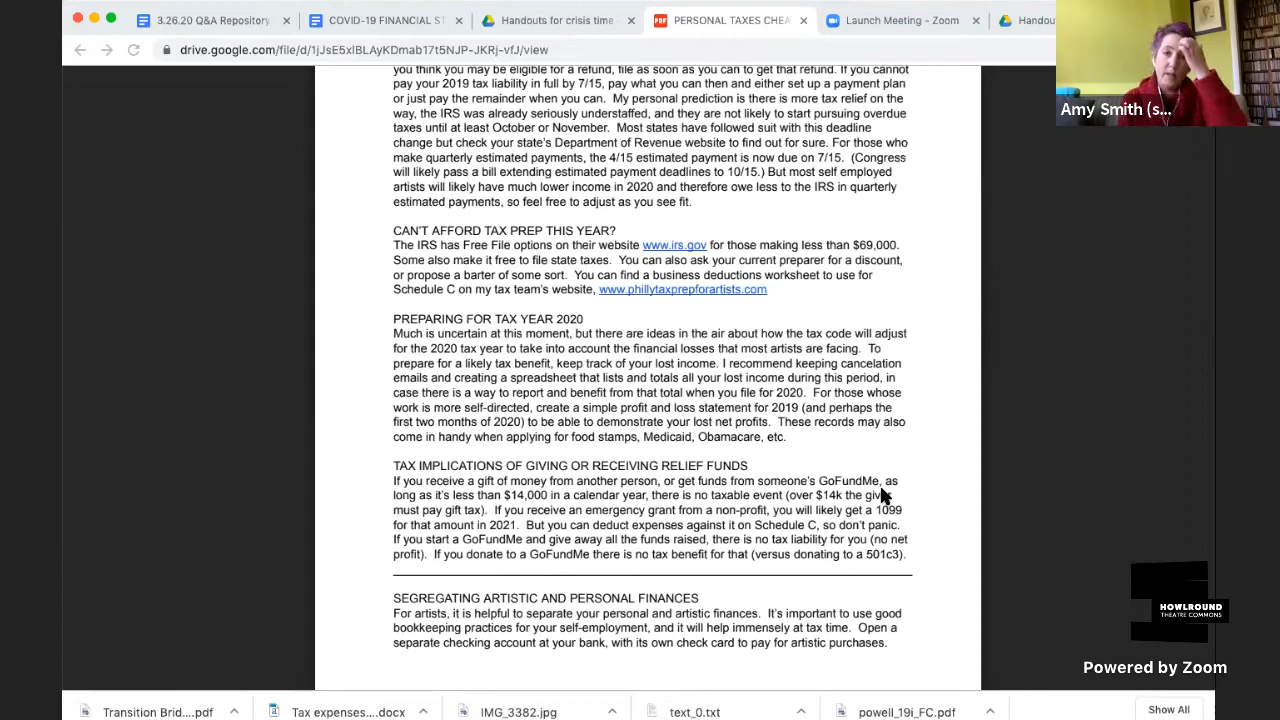 3.26.20 Q&A Repository
COVID-19 FINANCIAL ST
Handouts for crisis time -
PERSONAL TAXES CHEA
Launch Meeting - Zoom
Handou
drive.google.com/file/d/1jJsE5xIBLAyKDmab17t5NJP-JKRj-vfJ/view
Amy Smith (s...
you think you may be eligible for a refund, file as soon as you can to get that refund. If you cannot
pay your 2019 tax liability in full by 7/15, pay what you can then and either set up a payment plan
or just pay the remainder when you can. My personal prediction is there is more tax relief on the
way, the IRS was already seriously understaffed, and they are not likely to start pursuing overdue
taxes until at least October or November. Most states have followed suit with this deadline
change but check your state's Department of Revenue website to find out for sure. For those who
make quarterly estimated payments, the 4/15 estimated payment is now due on 7/15. (Congress
will likely pass a bill extending estimated payment deadlines to 10/15.) But most self employed
artists will likely have much lower income in 2020 and therefore owe less to the IRS in quarterly
estimated payments, so feel free to adjust as you see fit.
CAN'T AFFORD TAX PREP THIS YEAR?
The IRS has Free File options on their website www.irs.gov for those making less than $69,000.
Some also make it free to file state taxes. You can also ask your current preparer for a discount,
or propose a barter of some sort. You can find a business deductions worksheet to use for
Schedule C on my tax team's website, www.phillytaxprepforartists.com
PREPARING FOR TAX YEAR 2020
Much is uncertain at this moment, but there are ideas in the air about how the tax code will adjust
for the 2020 tax year to take into account the financial losses that most artists are facing. To
prepare for a likely tax benefit, keep track of your lost income. I recommend keeping cancelation
emails and creating a spreadsheet that lists and totals all your lost income during this period, in
case there is a way to report and benefit from that total when you file for 2020. For those whose
work is more self-directed, create a simple profit and loss statement for 2019 (and perhaps the
first two months of 2020) to be able to demonstrate your lost net profits. These records may also
come in handy when applying for food stamps, Medicaid, Obamacare, etc.
TAX IMPLICATIONS OF GIVING OR RECEIVING RELIEF FUNDS
If you receive a gift of money from another person, or get funds from someone's GoFundMe, as
long as it's less than $14,000 in a calendar year, there is no taxable event (over $14k the giver
must pay gift tax). If you receive an emergency grant from a non-profit, you will likely get a 1099
for that amount in 2021. But you can deduct expenses against it on Schedule C, so don't panic.
If you start a GoFundMe and give away all the funds raised, there is no tax liability for you (no net
profit). If you donate to a GoFundMe there is no tax benefit for that (versus donating to a 501c3).
SEGREGATING ARTISTIC AND PERSONAL FINANCES
For artists, it is helpful to separate your personal and artistic finances. It's important to use good
bookkeeping practices for your self-employment, and it will help immensely at tax time. Open a
separate checking account at your bank, with its own check card to pay for artistic purchases.
HOWLROUND
THEATRE COMMONS
Powered by Zoom
Transition Brid....pdf
Tax expenses....docx
IMG_3382.jpg
text_0.txt
powell_19i_FC.pdf
Show All